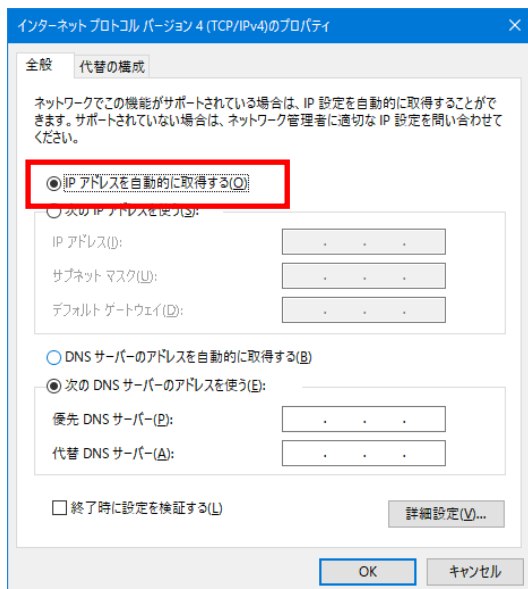 インターネット プロトコル バージョン 4 (TCP/IPv4)のプロパティ
全般
代替の構成
ネットワークでこの機能がサポートされている場合は、IP 設定を自動的に取得することがで
きます。サポートされていない場合は、ネットワーク管理者に適切な IP 設定を問い合わせて
ください。
IP アドレスを自動的に取得する(O)
次の IP アドレスを使う(S):
IP アドレス(I):
サブネット マスク(U):
デフォルト ゲートウェイ(D):
DNS サーバーのアドレスを自動的に取得する(B)
次の DNS サーバーのアドレスを使う(E):
優先 DNS サーバー(P):
代替 DNS サーバー(A):
終了時に設定を検証する(L)
詳細設定(V)...
OK
キャンセル